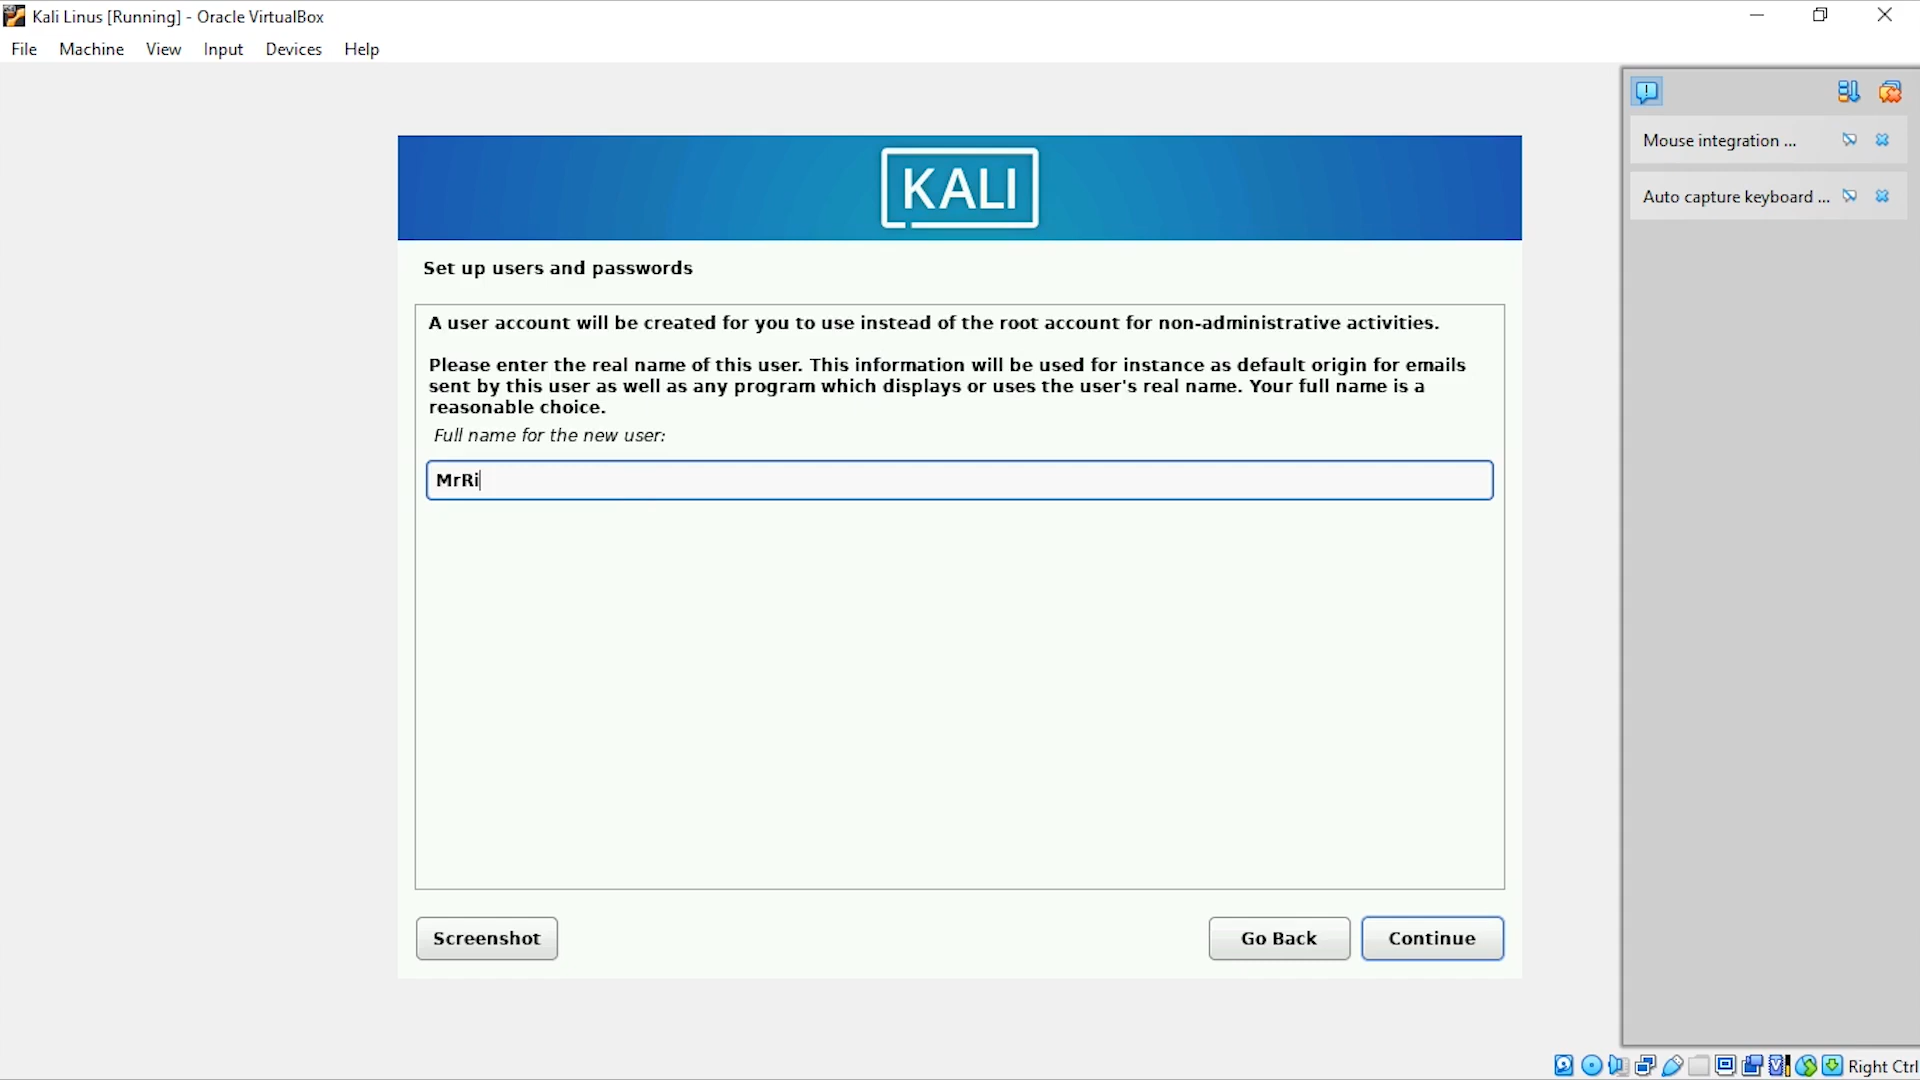 Kali Linus [Running] - Oracle VirtualBox
File Machine View Input Devices Help
KALI
Mouse integration ...
Auto capture keyboard ...
Set up users and passwords
A user account will be created for you to use instead of the root account for non-administrative activities.
Please enter the real name of this user. This information will be used for instance as default origin for emails
sent by this user as well as any program which displays or uses the user's real name. Your full name is a
reasonable choice.
Full name for the new user:
MrRi
Screenshot
Go Back
Continue
Right Ctrl